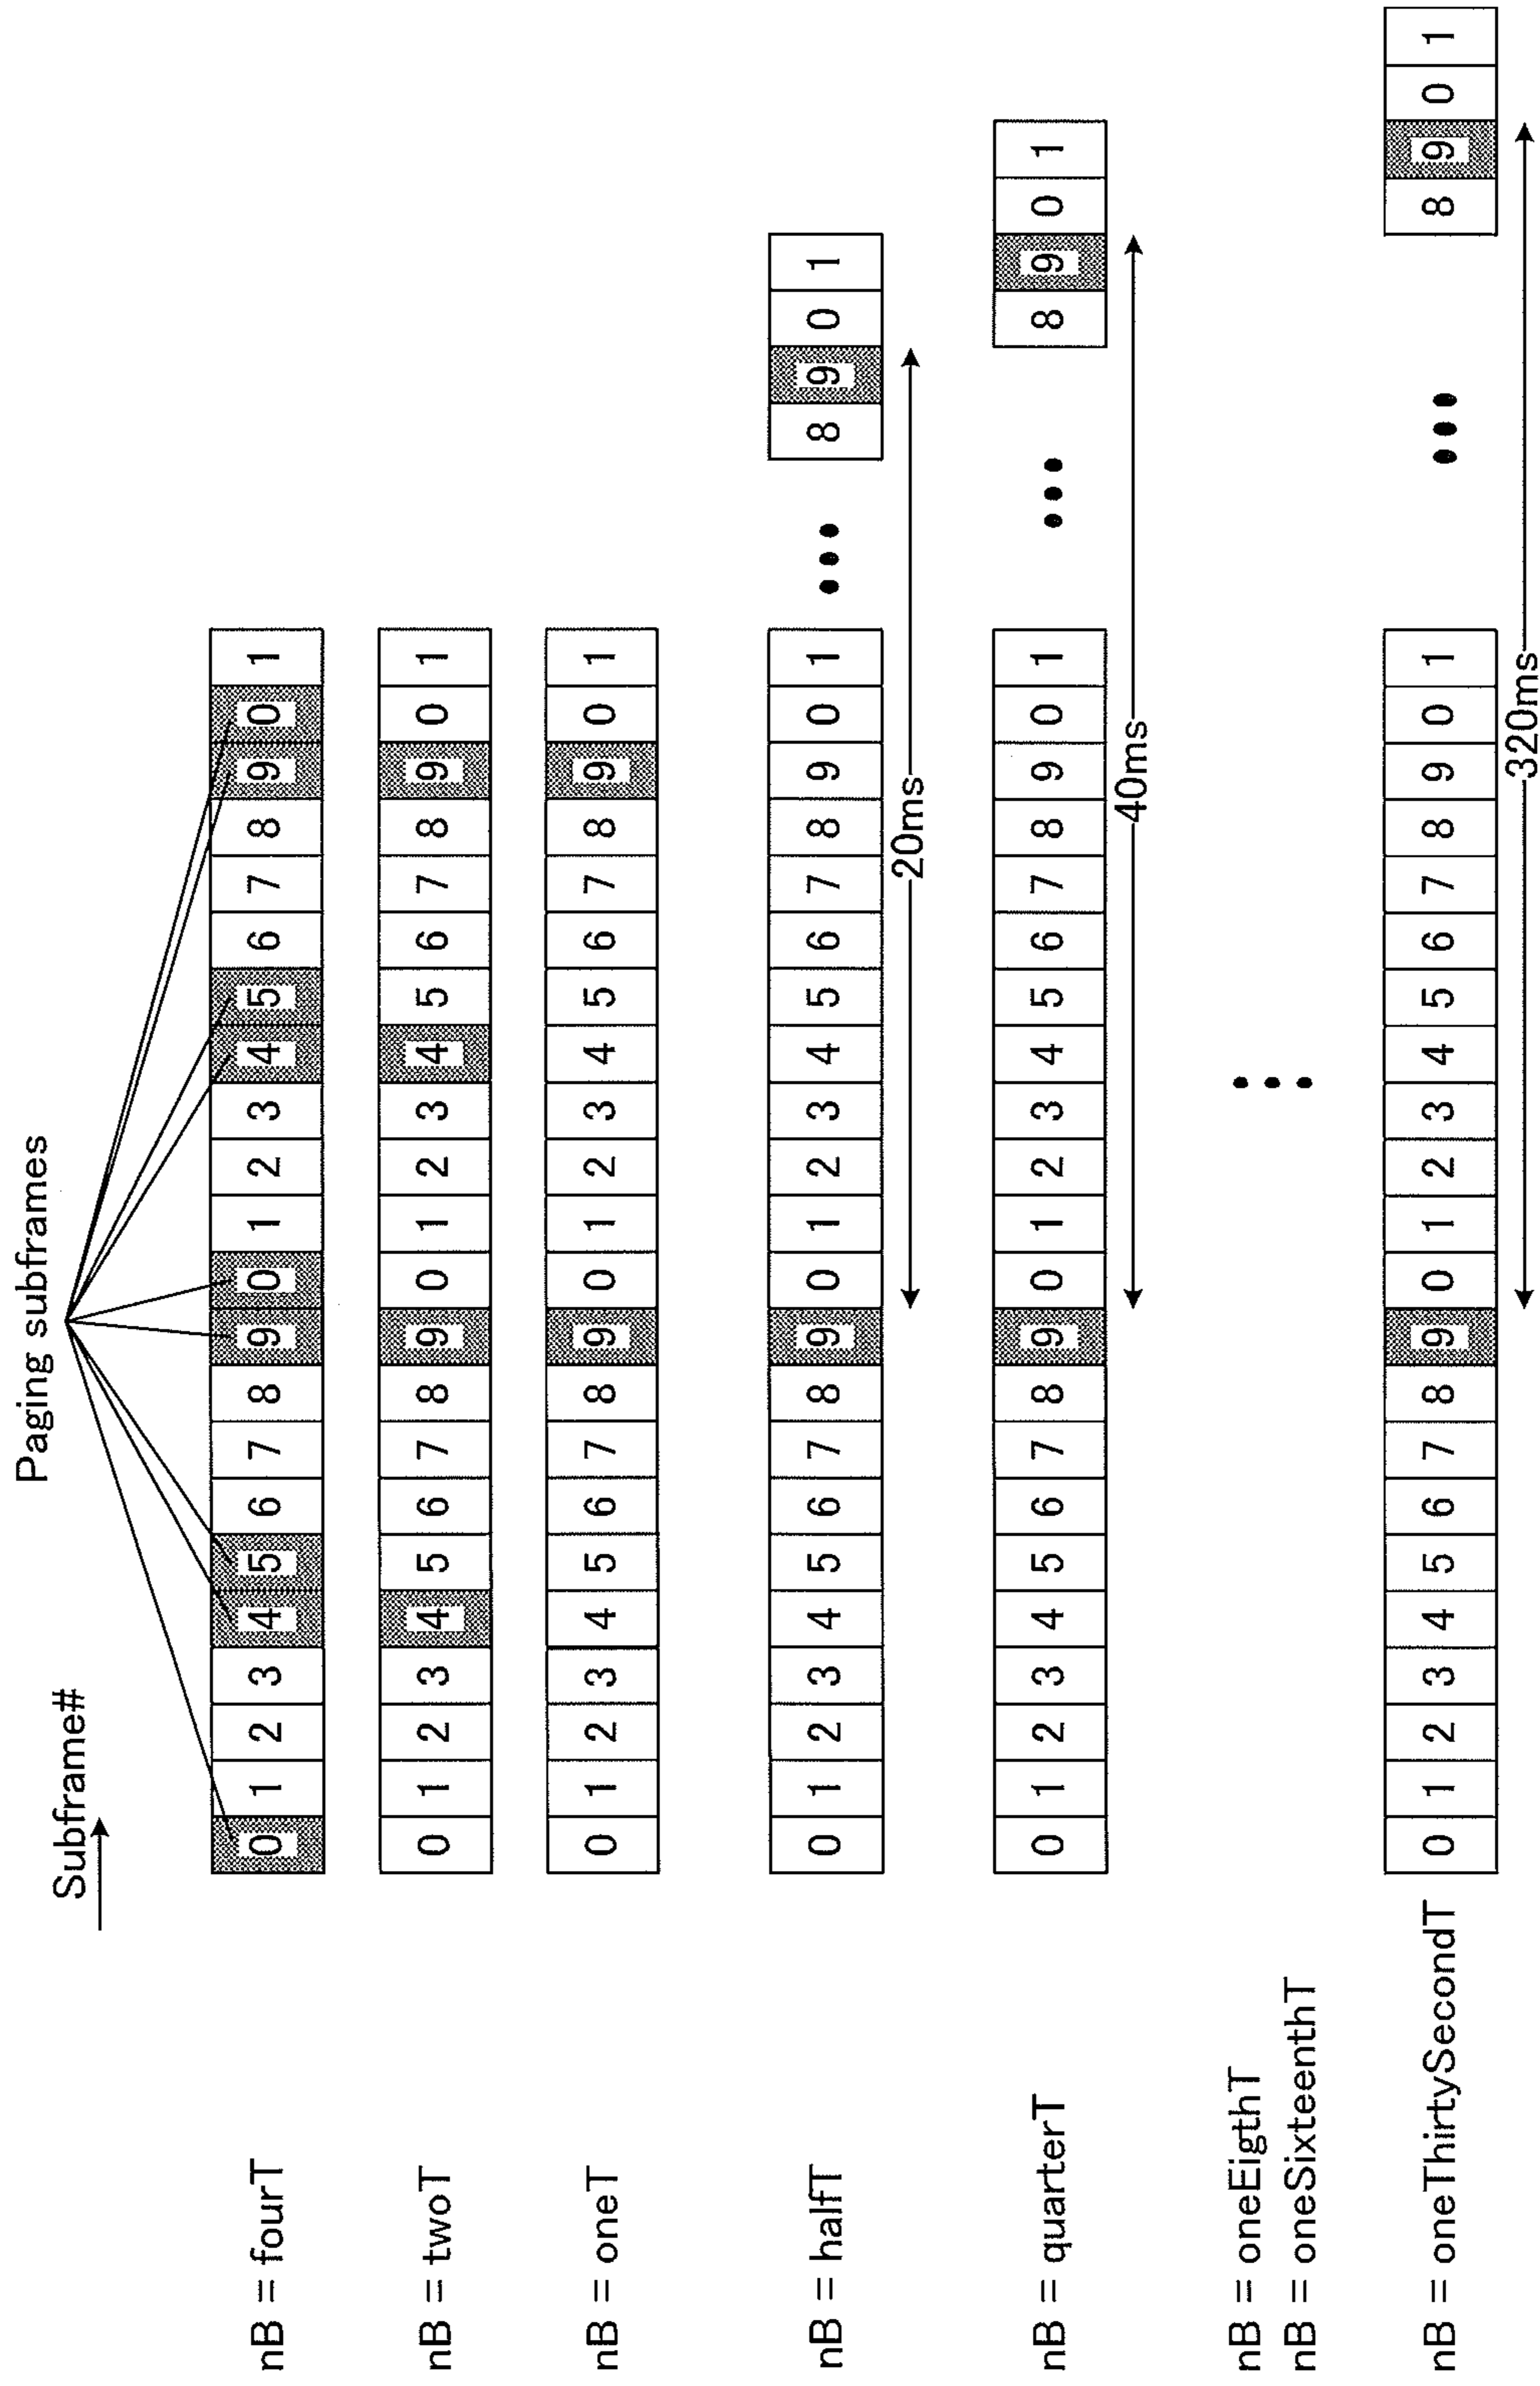 Paging subframes
Subframe#
nB = fourT 0 1 2 3 4 5 6 7 8 9 0 1 2 3 4 5 6 7 8 9 0 1
nB = twoT 0 1 2 3 4 5 6 7 8 9 0 1 2 3 4 5 6 7 8 9 0 1
nB = oneT 0 1 2 3 4 5 6 7 8 9 0 1 2 3 4 5 6 7 8 9 0 1
nB = halfT 0 1 2 3 4 5 6 7 8 9 0 1 2 3 4 5 6 7 8 9 0 1 ••• 8 9 0 1
20ms
nB = quarterT 0 1 2 3 4 5 6 7 8 9 0 1 2 3 4 5 6 7 8 9 0 1 ••• 8 9 0 1
40ms
nB = oneEigthT
nB = oneSixteenthT
nB = oneThirtySecondT 0 1 2 3 4 5 6 7 8 9 0 1 2 3 4 5 6 7 8 9 0 1 ••• 8 9 0 1
320ms